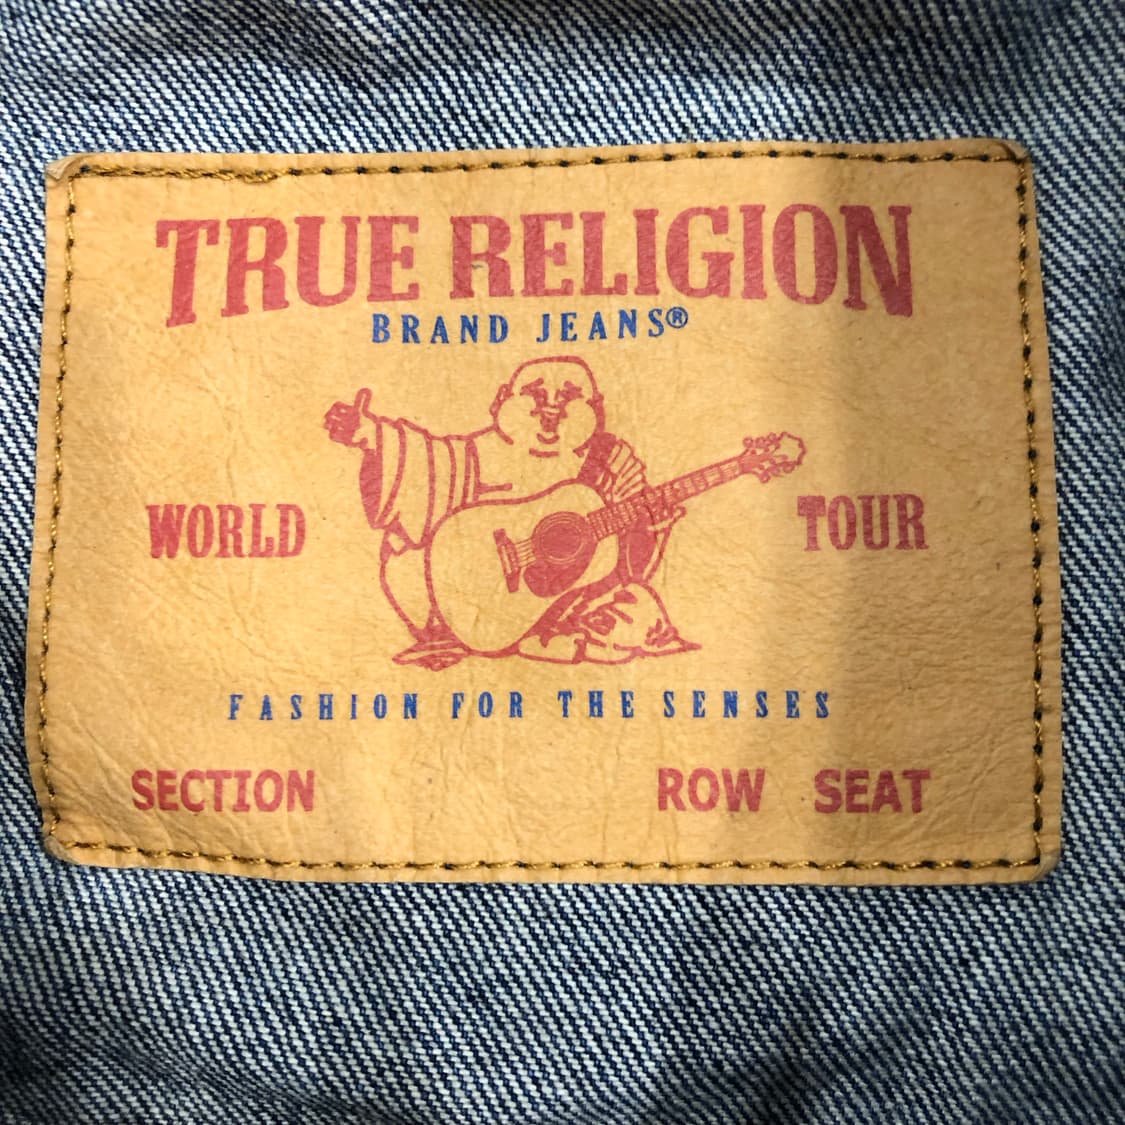 TRUE RELIGION
BRAND JEANS®
WORLD TOUR
FASHION FOR THE SENSES
SECTION ROW SEAT